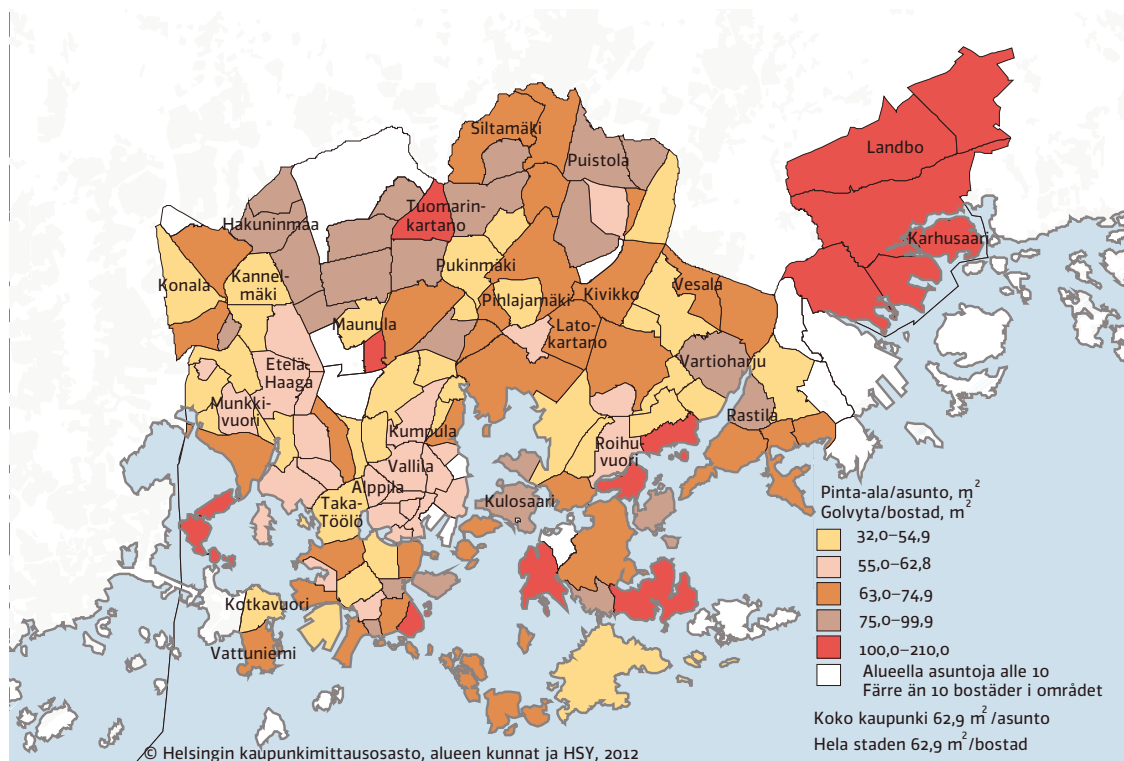 Siltamäki
Puistola
Landbo
Tuomarin-
kartano
Hakuninmaa
Karhusaari
Kannel-
mäki
Pukinmäki
Konala
Pihlajamäki
Kivikko
Vesala
Maunula
Lato-
kartano
Etelä-
Haaga
Vartioharju
Munkki-
vuori
Rastila
Kumpula
Roihu-
vuori
Vallila
Alppila
Taka-
Töölö
Kulosaari
Kotkavuori
Vattuniemi
Pinta-ala/asunto, m²
Golvyta/bostad, m²
32,0–54,9
55,0–62,8
63,0–74,9
75,0–99,9
100,0–210,0
Alueella asuntoja alle 10
Färre än 10 bostäder i området
Koko kaupunki 62,9 m²/asunto
Hela staden 62,9 m²/bostad
© Helsingin kaupunkimittausosasto, alueen kunnat ja HSY, 2012